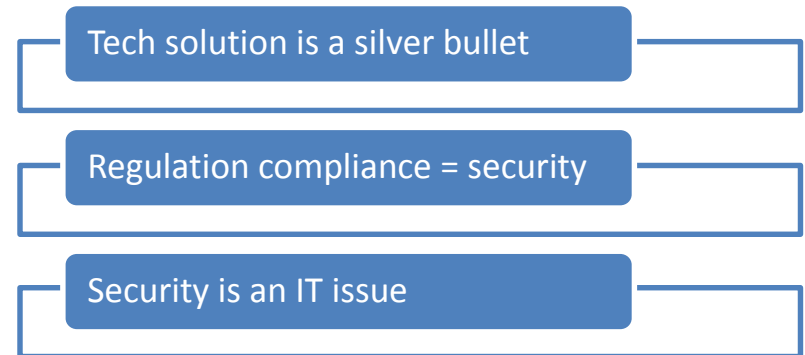 Tech solution is a silver bullet
Regulation compliance = security
Security is an IT issue